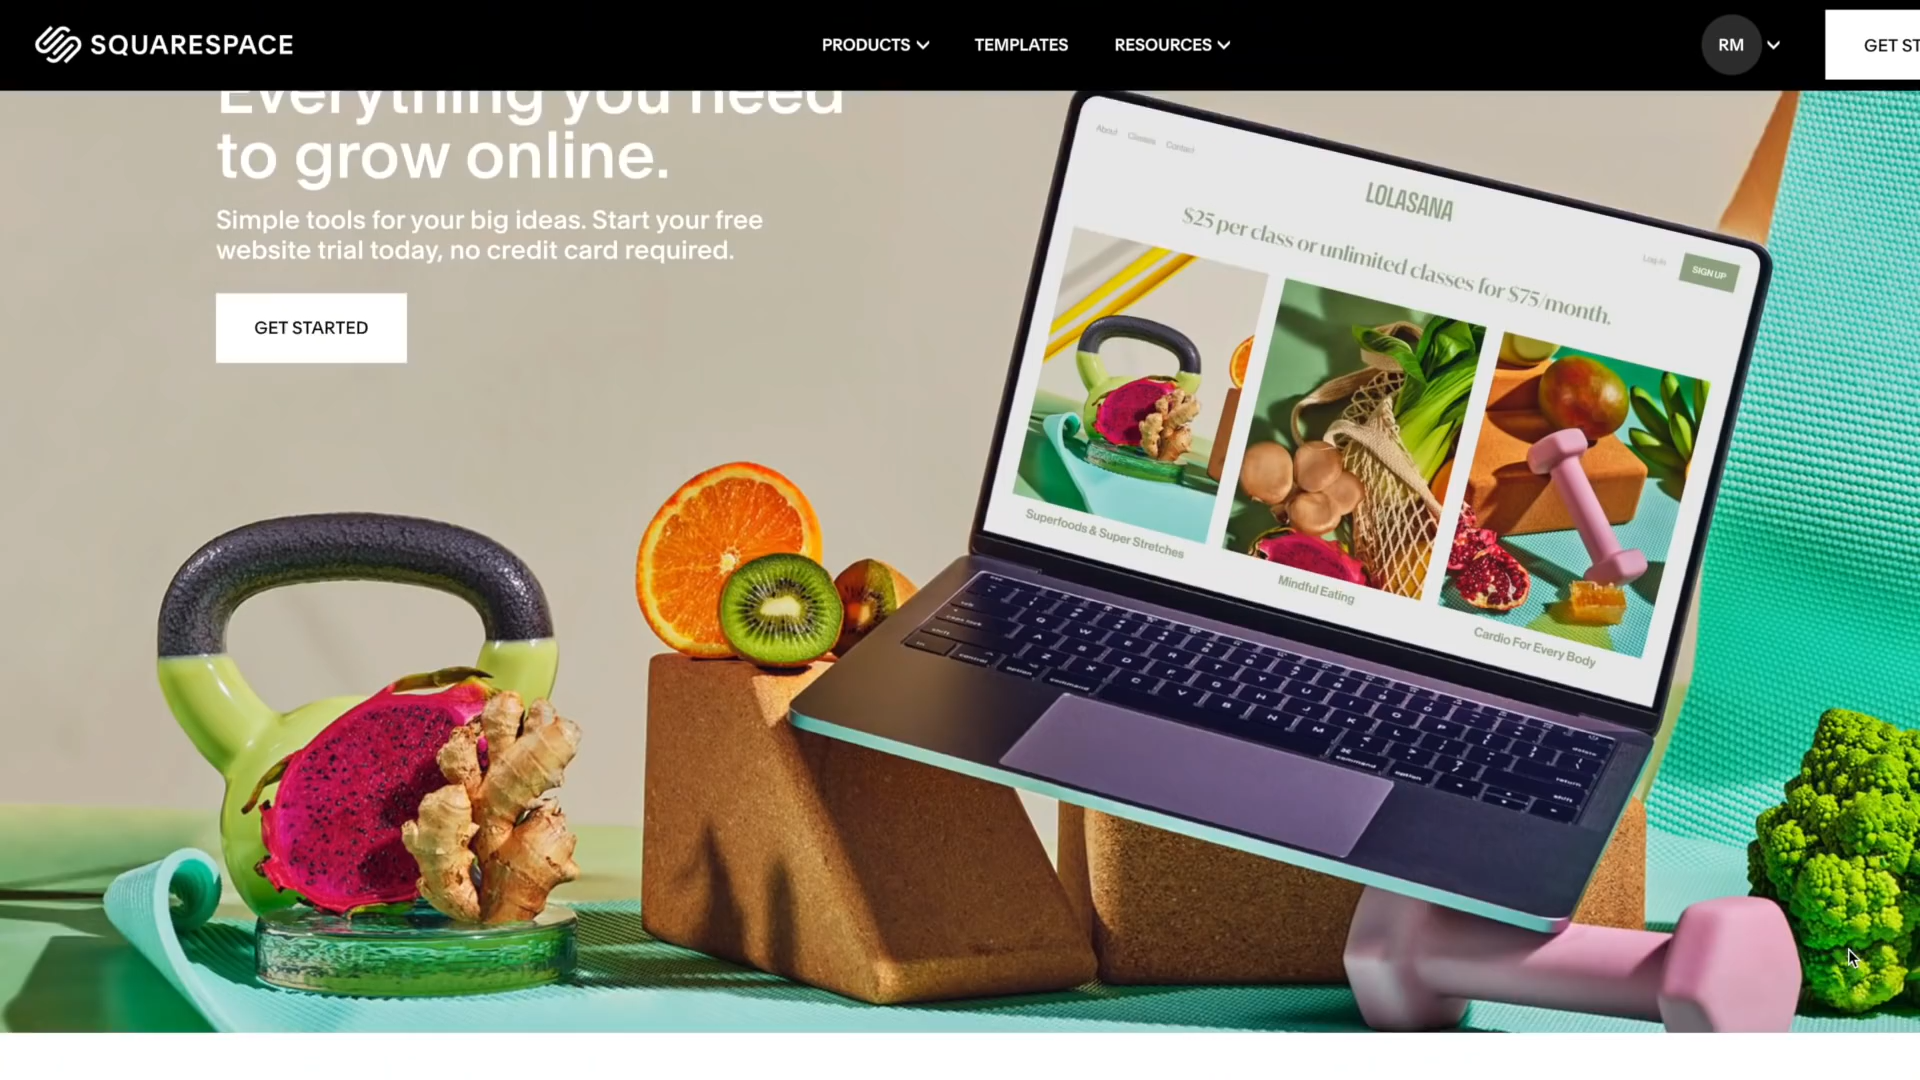 SQUARESPACE
PRODUCTS
TEMPLATES
RESOURCES
RM
GET ST
Everything you need
to grow online.
Simple tools for your big ideas. Start your free
website trial today, no credit card required.
GET STARTED
About Classes Contact
LOLASANA
Log in
SIGN UP
$25 per class or unlimited classes for $75/month.
Superfoods & Super Stretches
Mindful Eating
Cardio For Every Body